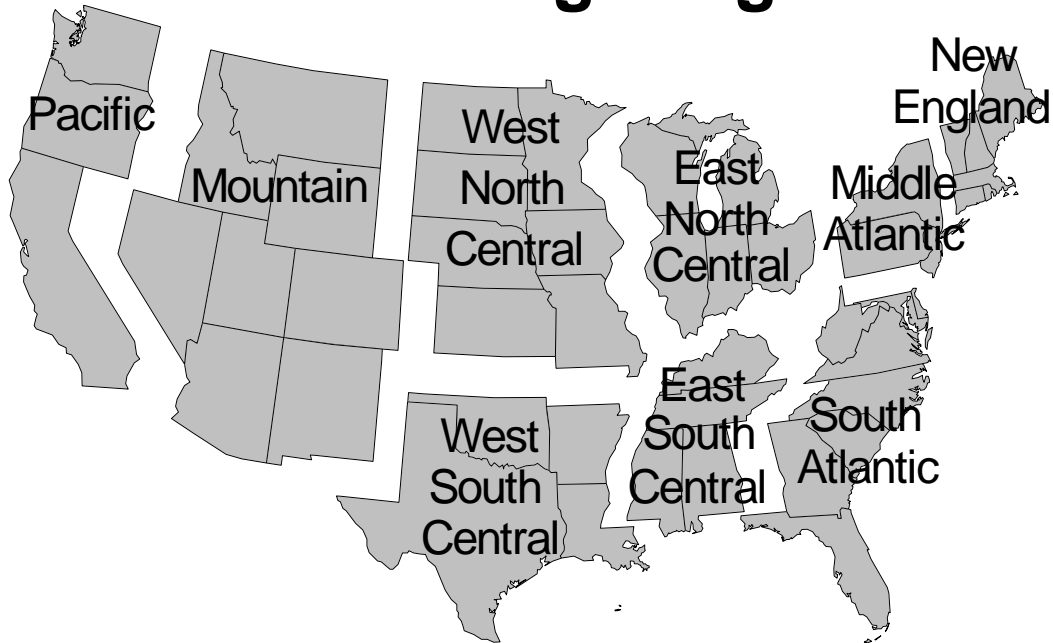 New
England
Pacific
West
North
Central
East
North
Central
Mountain
Middle
Atlantic
East
South
Central
South
Atlantic
West
South
Central